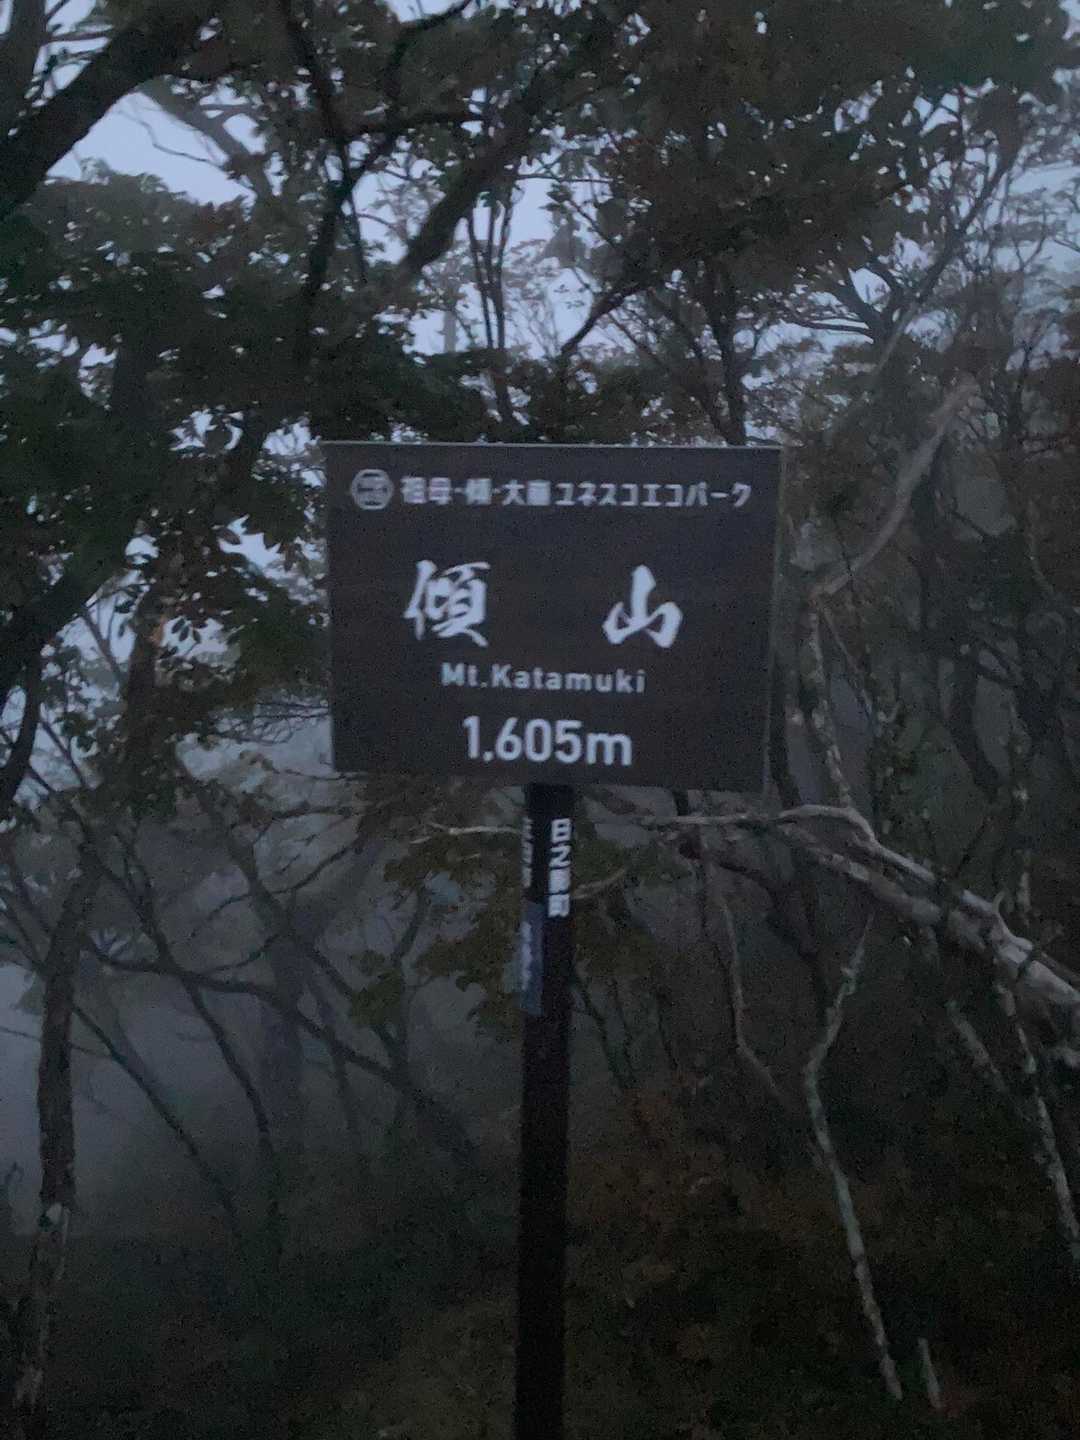 祖母・傾・大崩ユネスコエコパーク
傾山
Mt.Katamuki
1,605m
日之影町